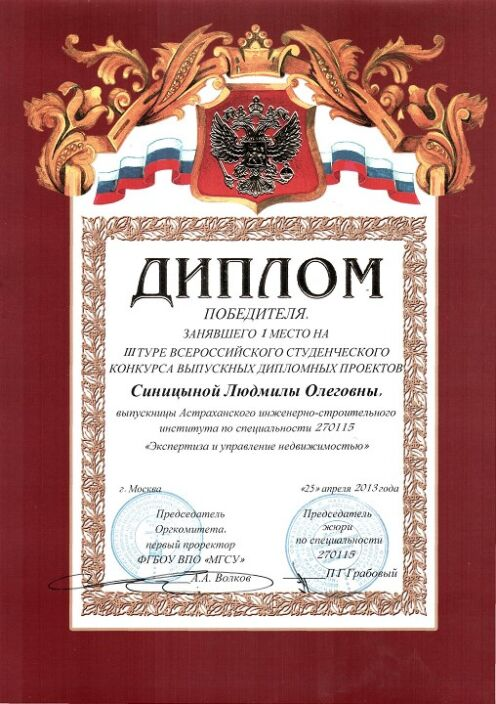 ДИПЛОМ
ПОБЕДИТЕЛЯ,
ЗАНЯВШЕГО I МЕСТО НА
III ТУРЕ ВСЕРОССИЙСКОГО СТУДЕНЧЕСКОГО
КОНКУРСА ВЫПУСКНЫХ ДИПЛОМНЫХ ПРОЕКТОВ
Синицыной Людмилы Олеговны,
выпускницы Астраханского инженерно-строительного
института по специальности 270115
«Экспертиза и управление недвижимостью»
г. Москва «25» апреля 2013 года
Председатель
Оргкомитета,
первый проректор
ФГБОУ ВПО «МГСУ»
А.А. Волков
Председатель
жюри
по специальности
270115
П.Г. Грабовый